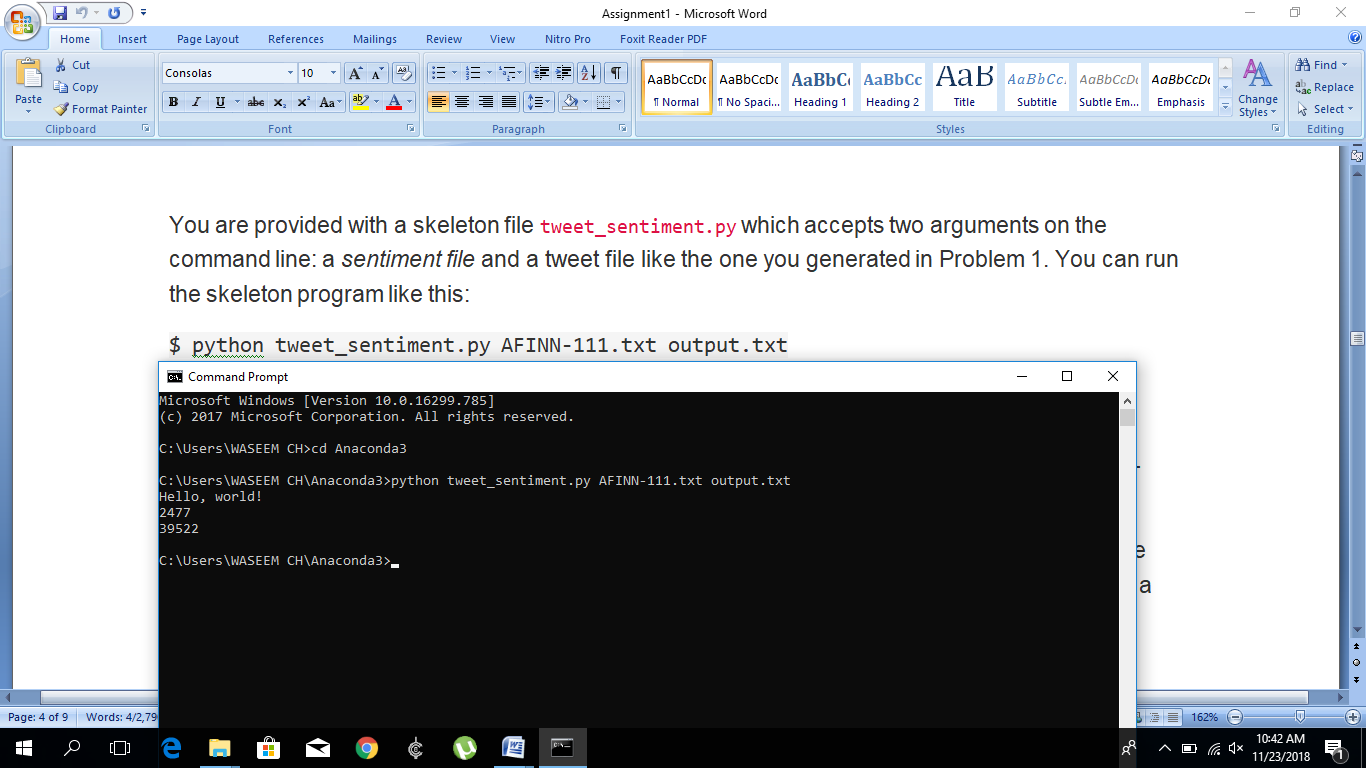 Assignment1 - Microsoft Word
Home Insert Page Layout References Mailings Review View Nitro Pro Foxit Reader PDF
Paste
Cut
Copy
Format Painter
Clipboard
Consolas 10
B I U abc x₂ x² Aa
Font
Paragraph
AaBbCcDc AaBbCcDc AaBbC AaBbCc AaB AaBbCc. AaBbCcDc AaBbCcDc
¶ Normal ¶ No Spaci... Heading 1 Heading 2 Title Subtitle Subtle Em... Emphasis
Change Styles
Styles
Find
Replace
Select
Editing
You are provided with a skeleton file tweet_sentiment.py which accepts two arguments on the
command line: a sentiment file and a tweet file like the one you generated in Problem 1. You can run
the skeleton program like this:
$ python tweet_sentiment.py AFINN-111.txt output.txt
Command Prompt
Microsoft Windows [Version 10.0.16299.785]
(c) 2017 Microsoft Corporation. All rights reserved.
C:\Users\WASEEM CH>cd Anaconda3
C:\Users\WASEEM CH\Anaconda3>python tweet_sentiment.py AFINN-111.txt output.txt
Hello, world!
2477
39522
C:\Users\WASEEM CH\Anaconda3>
e
a
Page: 4 of 9 Words: 4/2,79 162%
10:42 AM
11/23/2018
1